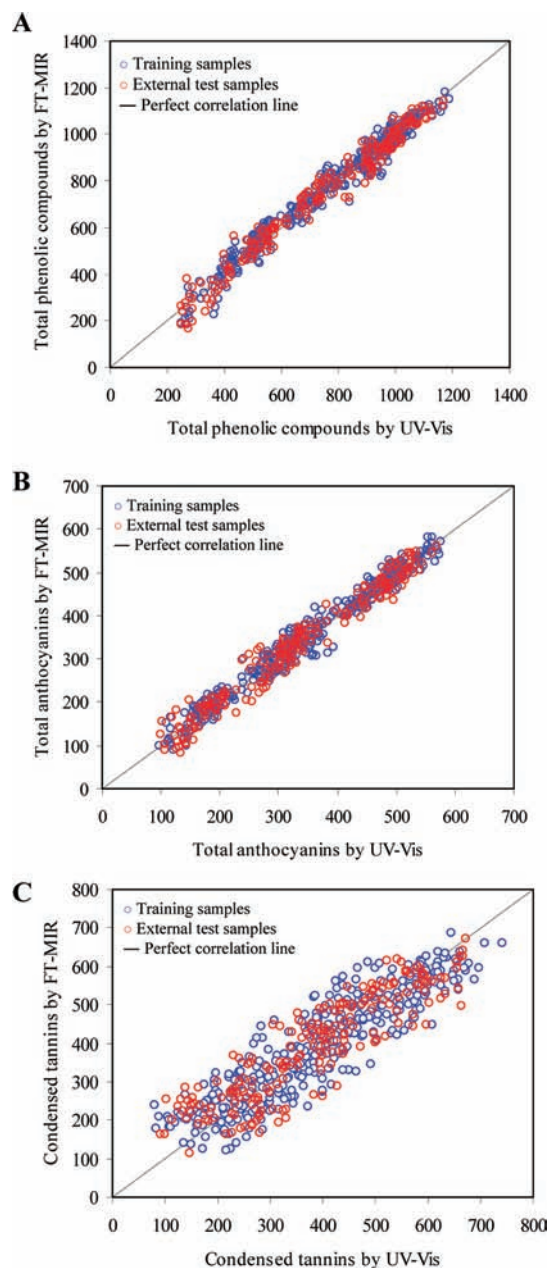 A
1400
1200
1000
800
600
400
200
0
Total phenolic compounds by FT-MIR
Training samples
External test samples
Perfect correlation line
0 200 400 600 800 1000 1200 1400
Total phenolic compounds by UV-Vis
B
700
600
500
400
300
200
100
0
Total anthocyanins by FT-MIR
Training samples
External test samples
Perfect correlation line
0 100 200 300 400 500 600 700
Total anthocyanins by UV-Vis
C
800
700
600
500
400
300
200
100
0
Condensed tannins by FT-MIR
Training samples
External test samples
Perfect correlation line
0 100 200 300 400 500 600 700 800
Condensed tannins by UV-Vis